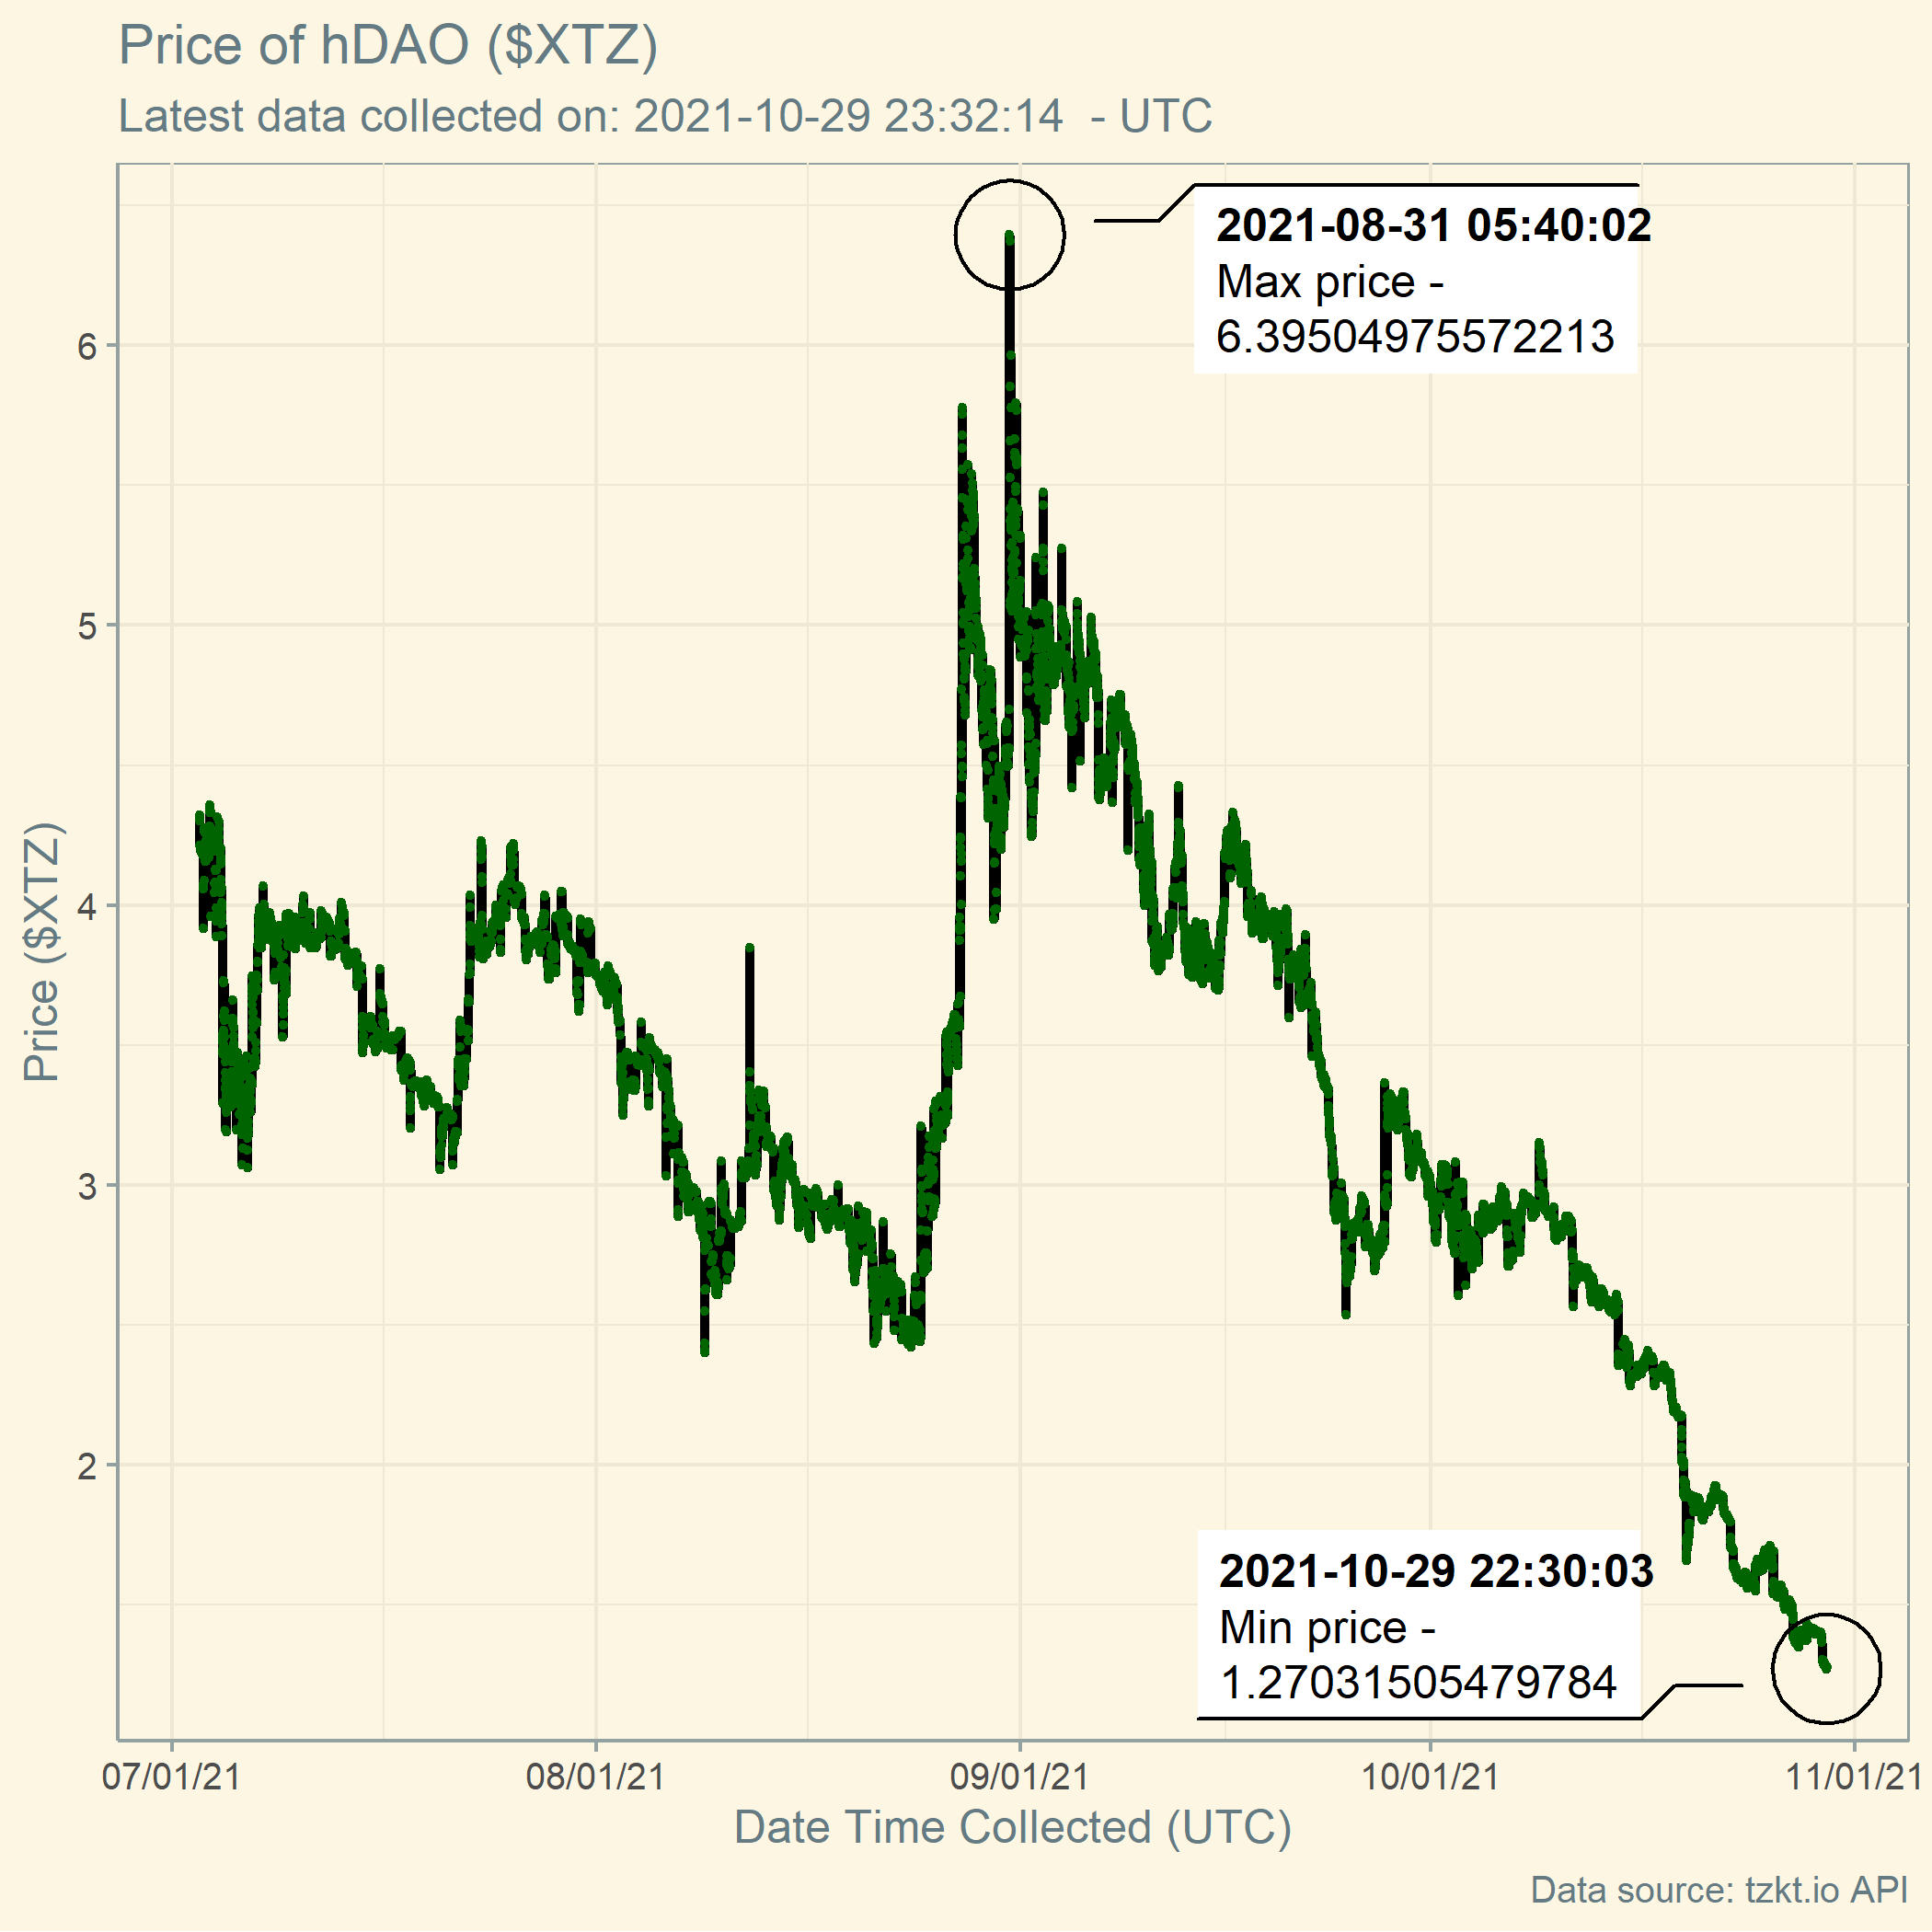 Price of hDAO ($XTZ)
Latest data collected on: 2021-10-29 23:32:14  - UTC
2021-08-31 05:40:02
Max price -
6.39504975572213
6
5
4
3
2
Price ($XTZ)
2021-10-29 22:30:03
Min price -
1.27031505479784
07/01/21
08/01/21
09/01/21
10/01/21
11/01/21
Date Time Collected (UTC)
Data source: tzkt.io API